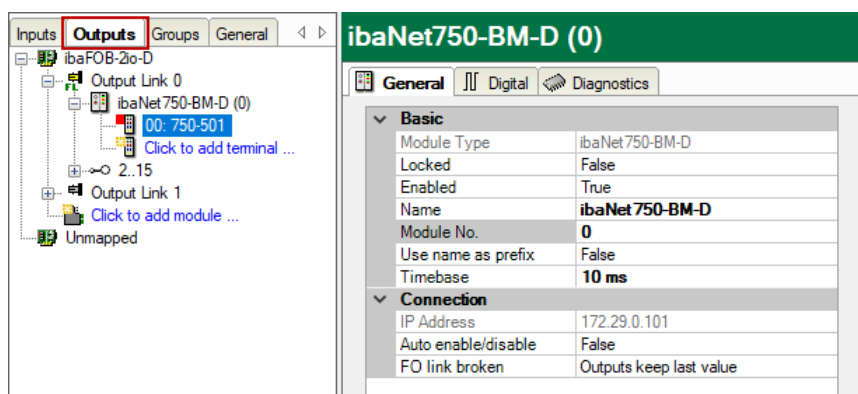 Inputs Outputs Groups General
ibaFOB-2io-D
Output Link 0
FL
ibaNet750-BM-D (0)
00: 750-501
Click to add terminal ...
2..15
Output Link 1
Click to add module ...
Unmapped
ibaNet750-BM-D (0)
General Digital Diagnostics
Basic
Module Type ibaNet750-BM-D
Locked False
Enabled True
Name ibaNet750-BM-D
Module No. 0
Use name as prefix False
Timebase 10 ms
Connection
IP Address 172.29.0.101
Auto enable/disable False
FO link broken Outputs keep last value